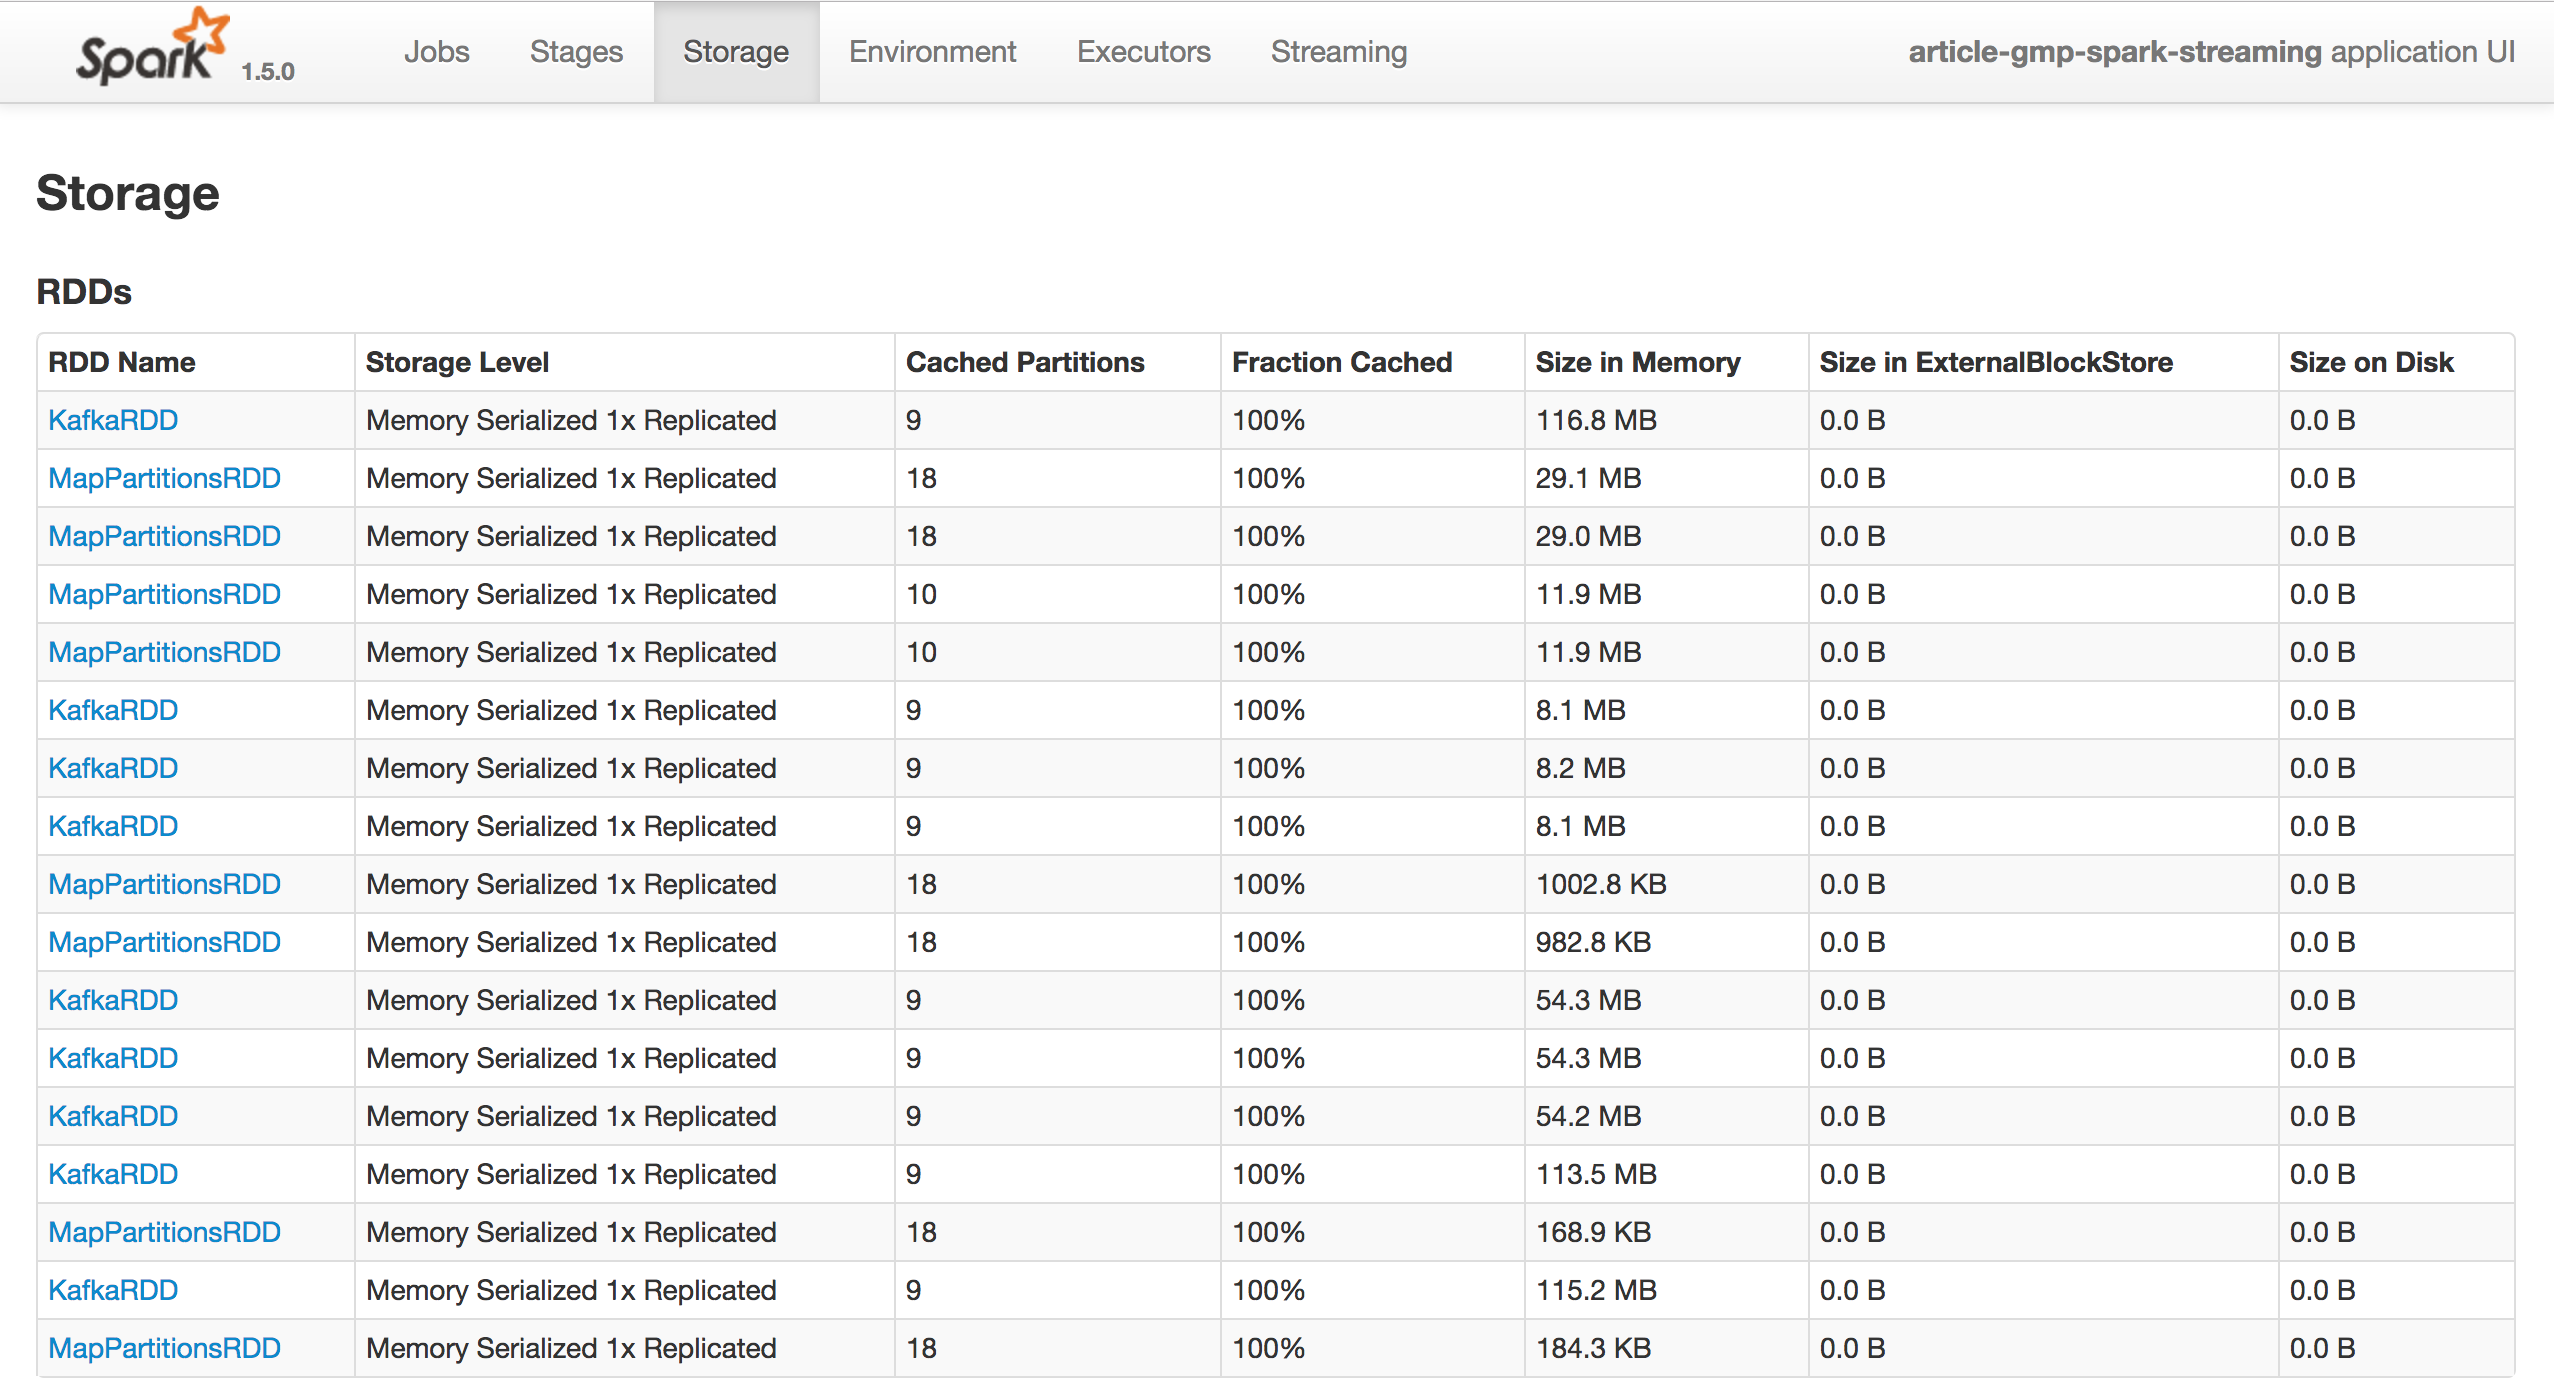 Spark 1.5.0 Jobs Stages Storage Environment Executors Streaming article-gmp-spark-streaming application UI
Storage
RDDs
RDD Name Storage Level Cached Partitions Fraction Cached Size in Memory Size in ExternalBlockStore Size on Disk
KafkaRDD Memory Serialized 1x Replicated 9 100% 116.8 MB 0.0 B 0.0 B
MapPartitionsRDD Memory Serialized 1x Replicated 18 100% 29.1 MB 0.0 B 0.0 B
MapPartitionsRDD Memory Serialized 1x Replicated 18 100% 29.0 MB 0.0 B 0.0 B
MapPartitionsRDD Memory Serialized 1x Replicated 10 100% 11.9 MB 0.0 B 0.0 B
MapPartitionsRDD Memory Serialized 1x Replicated 10 100% 11.9 MB 0.0 B 0.0 B
KafkaRDD Memory Serialized 1x Replicated 9 100% 8.1 MB 0.0 B 0.0 B
KafkaRDD Memory Serialized 1x Replicated 9 100% 8.2 MB 0.0 B 0.0 B
KafkaRDD Memory Serialized 1x Replicated 9 100% 8.1 MB 0.0 B 0.0 B
MapPartitionsRDD Memory Serialized 1x Replicated 18 100% 1002.8 KB 0.0 B 0.0 B
MapPartitionsRDD Memory Serialized 1x Replicated 18 100% 982.8 KB 0.0 B 0.0 B
KafkaRDD Memory Serialized 1x Replicated 9 100% 54.3 MB 0.0 B 0.0 B
KafkaRDD Memory Serialized 1x Replicated 9 100% 54.3 MB 0.0 B 0.0 B
KafkaRDD Memory Serialized 1x Replicated 9 100% 54.2 MB 0.0 B 0.0 B
KafkaRDD Memory Serialized 1x Replicated 9 100% 113.5 MB 0.0 B 0.0 B
MapPartitionsRDD Memory Serialized 1x Replicated 18 100% 168.9 KB 0.0 B 0.0 B
KafkaRDD Memory Serialized 1x Replicated 9 100% 115.2 MB 0.0 B 0.0 B
MapPartitionsRDD Memory Serialized 1x Replicated 18 100% 184.3 KB 0.0 B 0.0 B